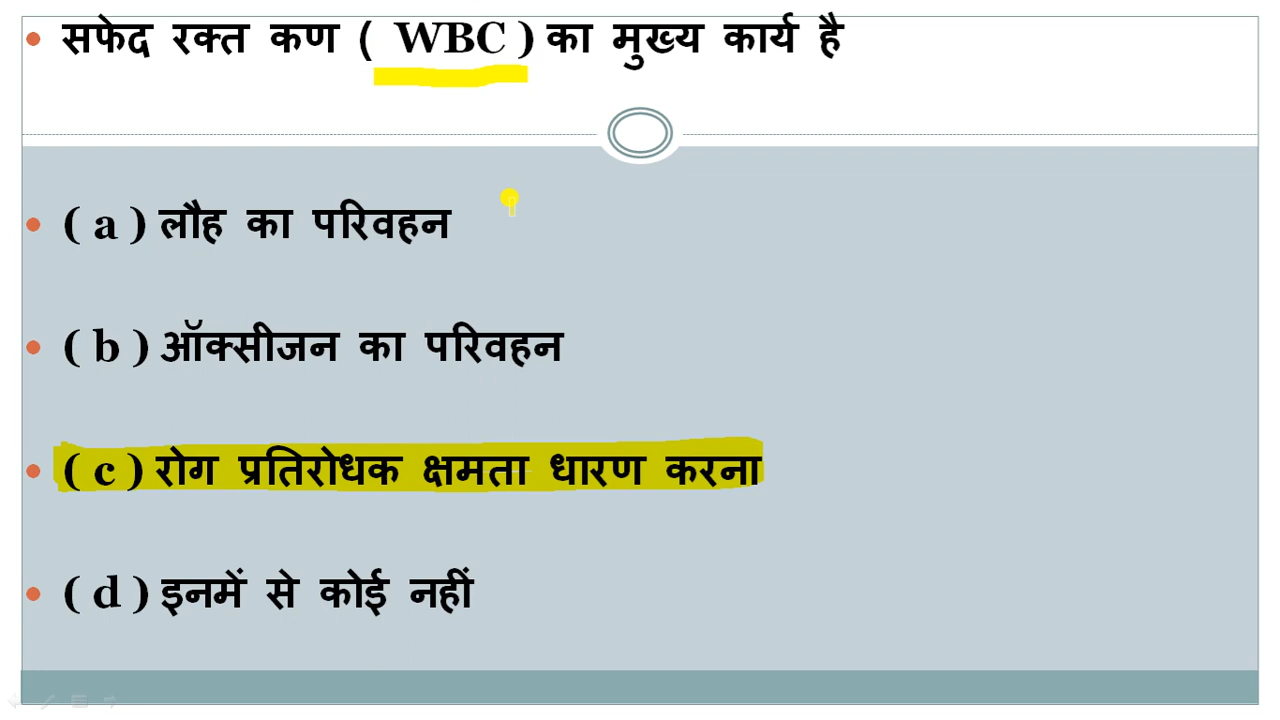 सफेद रक्त कण ( WBC ) का मुख्य कार्य है
( a ) लौह का परिवहन
( b ) ऑक्सीजन का परिवहन
( c ) रोग प्रतिरोधक क्षमता धारण करना
( d ) इनमें से कोई नहीं